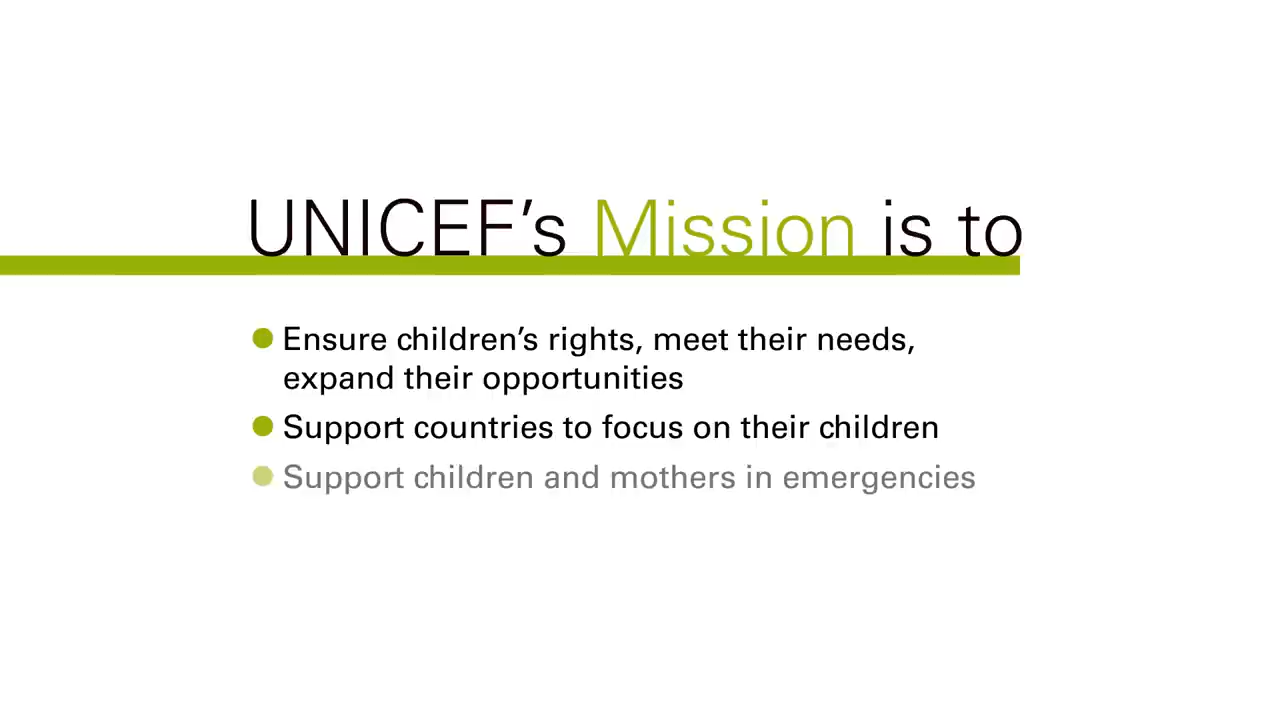 UNICEF’s Mission is to
Ensure children’s rights, meet their needs,
expand their opportunities
Support countries to focus on their children
Support children and mothers in emergencies